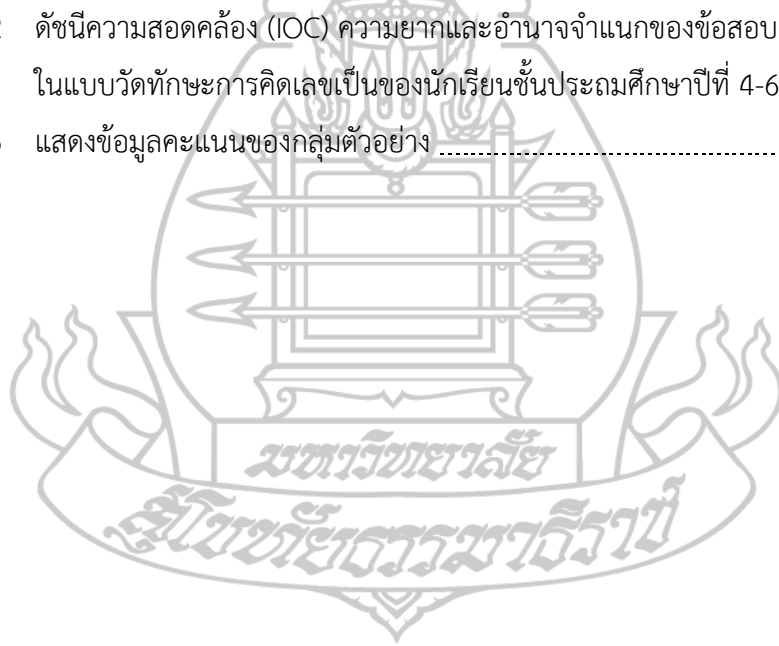 ดัชนีความสอดคล้อง (IOC) ความยากและอำนาจจำแนกของข้อสอบ
ในแบบวัดทักษะการคิดเลขเป็นของนักเรียนชั้นประถมศึกษาปีที่ 4-6
แสดงข้อมูลคะแนนของกลุ่มตัวอย่าง
มหาวิทยาลัย
สุโขทัยธรรมาธิราช